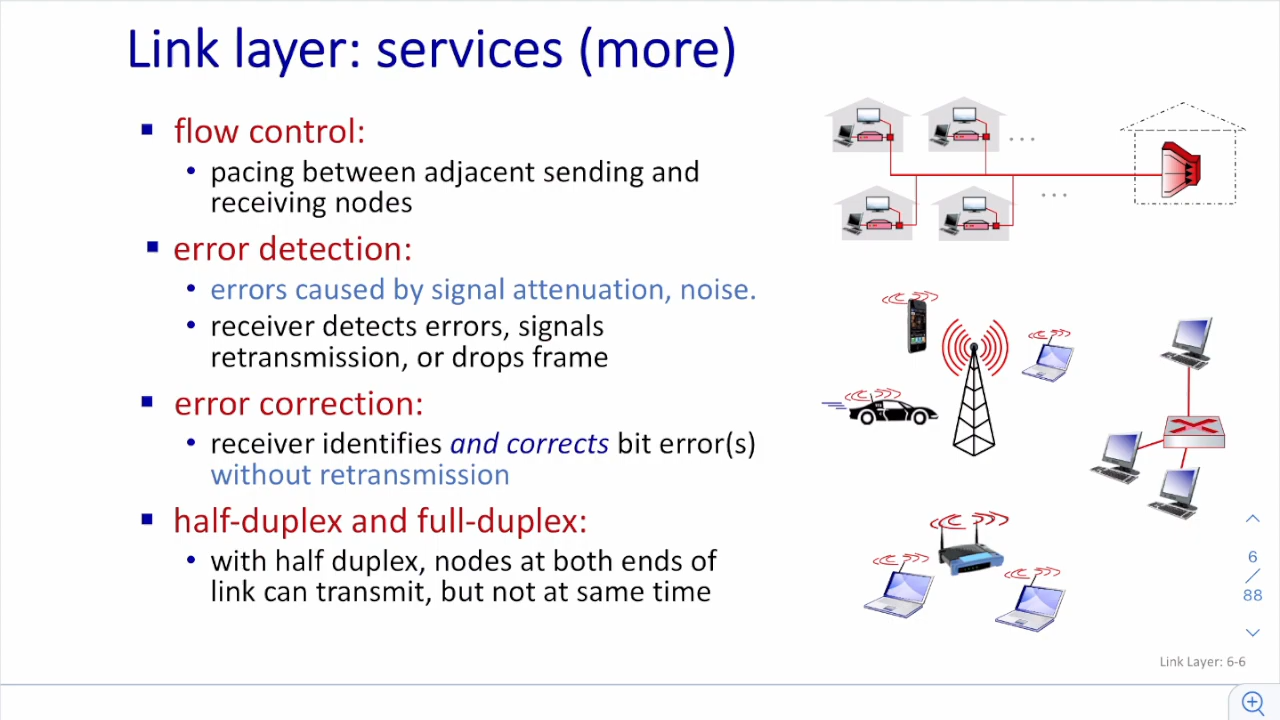 Link layer: services (more)
▪ flow control:
• pacing between adjacent sending and
receiving nodes
▪ error detection:
• errors caused by signal attenuation, noise.
• receiver detects errors, signals
retransmission, or drops frame
▪ error correction:
• receiver identifies and corrects bit error(s)
without retransmission
▪ half-duplex and full-duplex:
• with half duplex, nodes at both ends of
link can transmit, but not at same time
...
...
6
/
88
Link Layer: 6-6